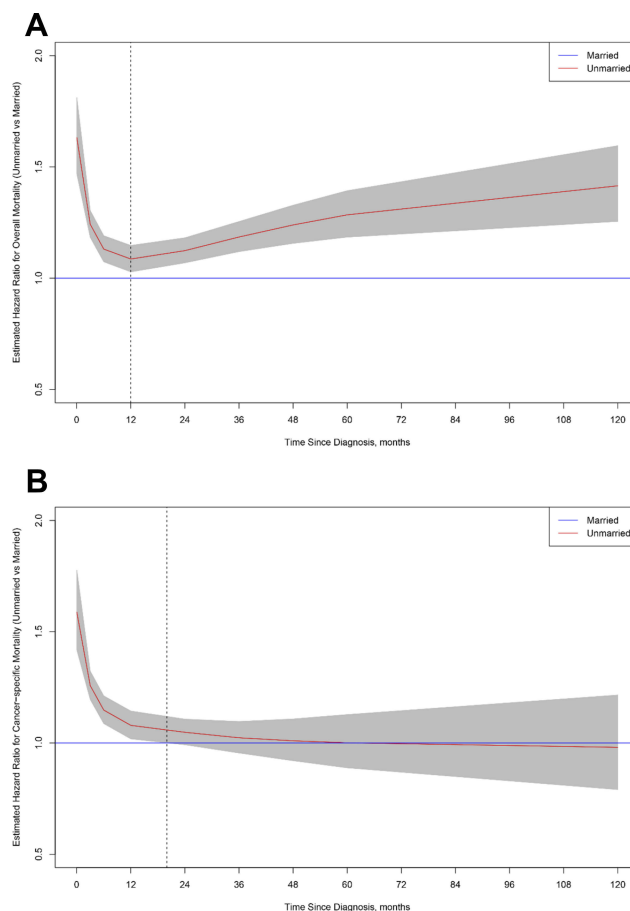 A
Estimated Hazard Ratio for Overall Mortality (Unmarried vs Married)
2.0
1.5
1.0
0.5
Married
Unmarried
0 12 24 36 48 60 72 84 96 108 120
Time Since Diagnosis, months
B
Estimated Hazard Ratio for Cancer−specific Mortality (Unmarried vs Married)
2.0
1.5
1.0
0.5
Married
Unmarried
0 12 24 36 48 60 72 84 96 108 120
Time Since Diagnosis, months